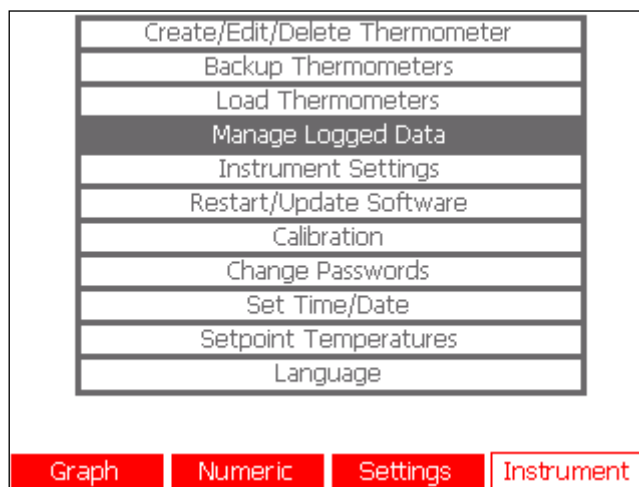 Create/Edit/Delete Thermometer
Backup Thermometers
Load Thermometers
Manage Logged Data
Instrument Settings
Restart/Update Software
Calibration
Change Passwords
Set Time/Date
Setpoint Temperatures
Language
Graph Numeric Settings Instrument